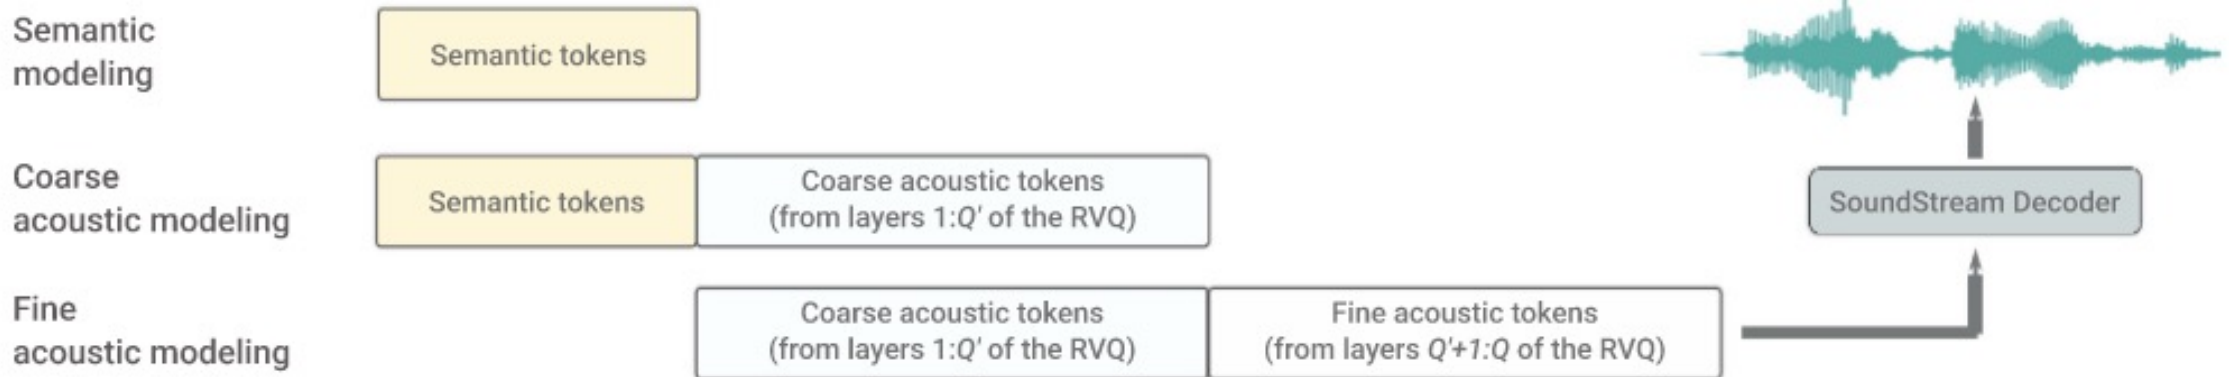 Semantic
modeling
Semantic tokens
Coarse
acoustic modeling
Semantic tokens
Coarse acoustic tokens
(from layers 1:Q' of the RVQ)
SoundStream Decoder
Fine
acoustic modeling
Coarse acoustic tokens
(from layers 1:Q' of the RVQ)
Fine acoustic tokens
(from layers Q'+1:Q of the RVQ)